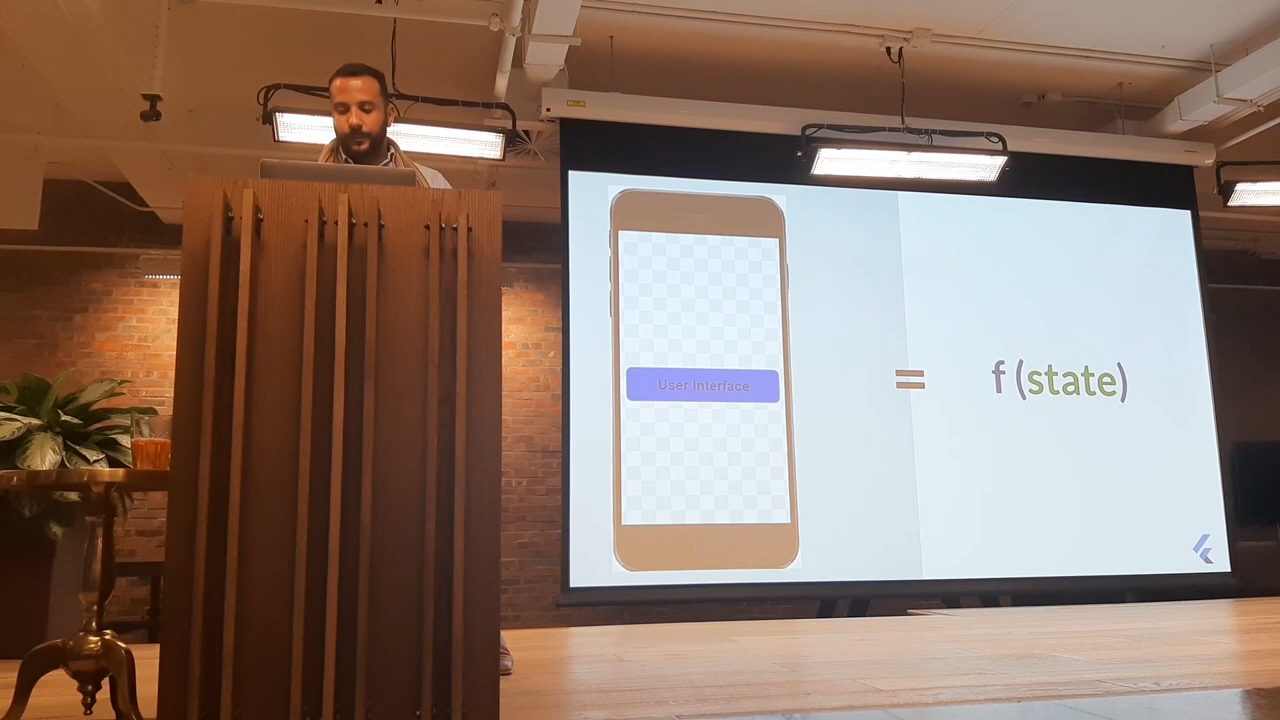 User Interface
=
f (state)